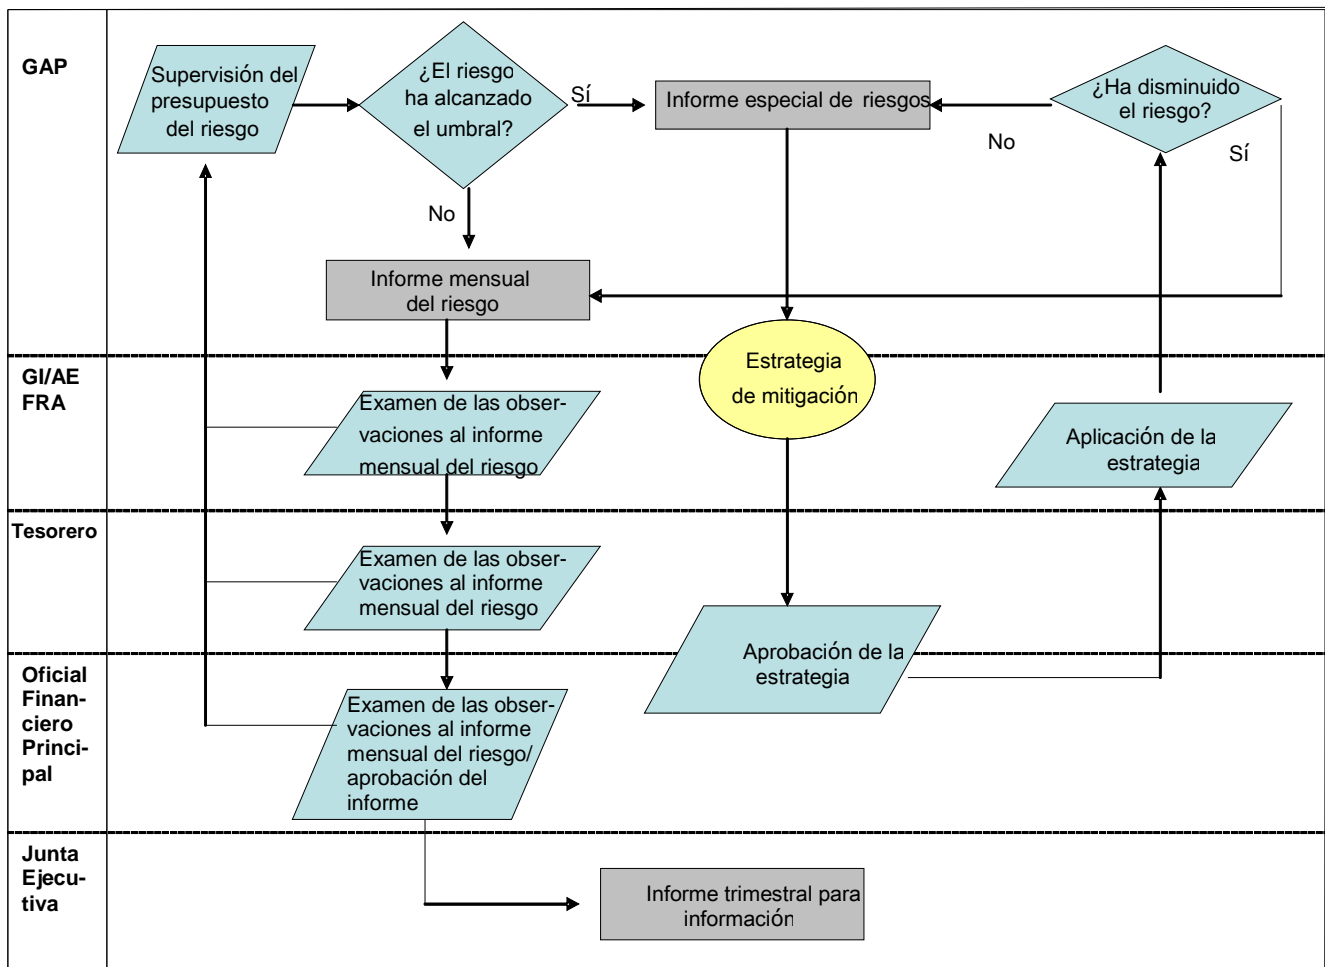 GAP
Supervisión del
presupuesto
del riesgo
¿El riesgo
ha alcanzado
el umbral?
Sí
Informe especial de riesgos
No
¿Ha disminuido
el riesgo?
Sí
No
Informe mensual
del riesgo
GI/AE
FRA
Examen de las obser-
vaciones al informe
mensual del riesgo
Estrategia
de mitigación
Aplicación de la
estrategia
Tesorero
Examen de las obser-
vaciones al informe
mensual del riesgo
Aprobación de la
estrategia
Oficial
Finan-
ciero
Princi-
pal
Examen de las obser-
vaciones al informe
mensual del riesgo/
aprobación del
informe
Junta
Ejecu-
tiva
Informe trimestral para
información